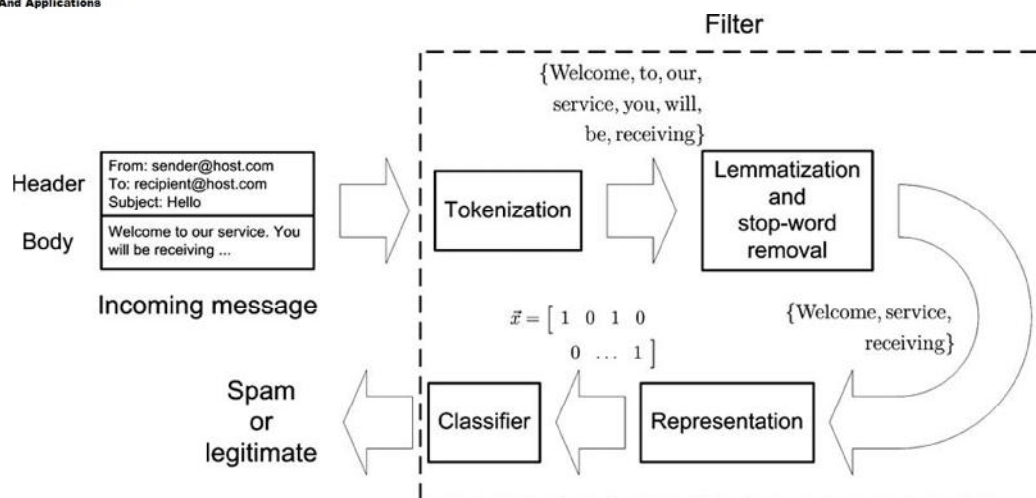 And Applications
Filter
{Welcome, to, our,
service, you, will,
be, receiving}
Header
From: sender@host.com
To: recipient@host.com
Subject: Hello
Body
Welcome to our service. You
will be receiving ...
Incoming message
Tokenization
Lemmatization
and
stop-word
removal
{Welcome, service,
receiving}
x⃗ = [ 1 0 1 0
0 … 1 ]
Representation
Classifier
Spam
or
legitimate